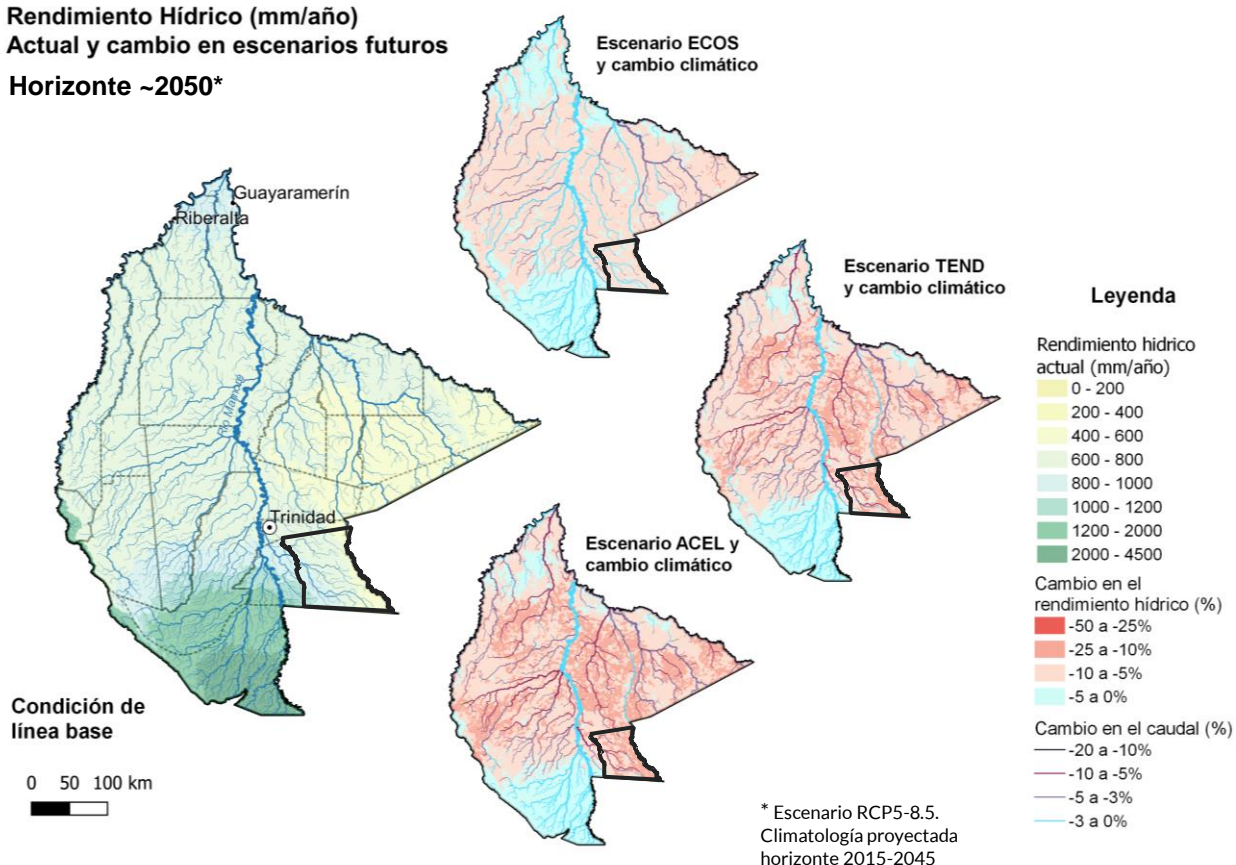 Rendimiento Hídrico (mm/año)
Actual y cambio en escenarios futuros
Horizonte ~2050*
Escenario ECOS
y cambio climático
Guayaramerín
Riberalta
Río Mamoré
Trinidad
Condición de
línea base
0 50 100 km
Escenario TEND
y cambio climático
Escenario ACEL y
cambio climático
Leyenda
Rendimiento hidrico
actual (mm/año)
0 - 200
200 - 400
400 - 600
600 - 800
800 - 1000
1000 - 1200
1200 - 2000
2000 - 4500
Cambio en el
rendimiento hídrico (%)
-50 a -25%
-25 a -10%
-10 a -5%
-5 a 0%
Cambio en el caudal (%)
-20 a -10%
-10 a -5%
-5 a -3%
-3 a 0%
* Escenario RCP5-8.5.
Climatología proyectada
horizonte 2015-2045